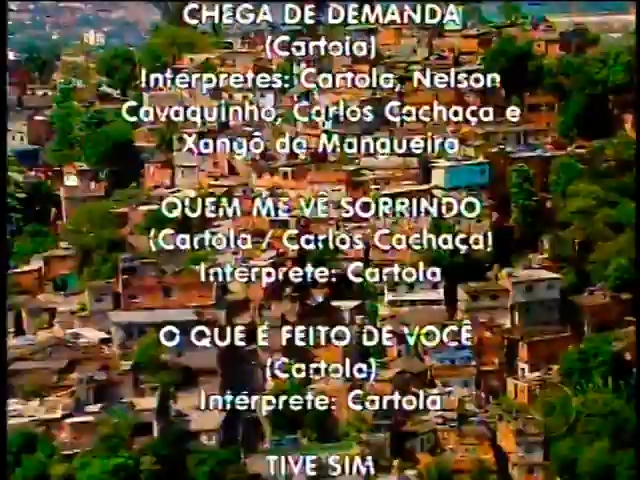 CHEGA DE DEMANDA
(Cartola)
Intérpretes: Cartola, Nelson
Cavaquinho, Carlos Cachaça e
Xangô da Mangueira
QUEM ME VÊ SORRINDO
(Cartola / Carlos Cachaça)
Intérprete: Cartola
O QUE É FEITO DE VOCÊ
(Cartola)
Intérprete: Cartola
TIVE SIM